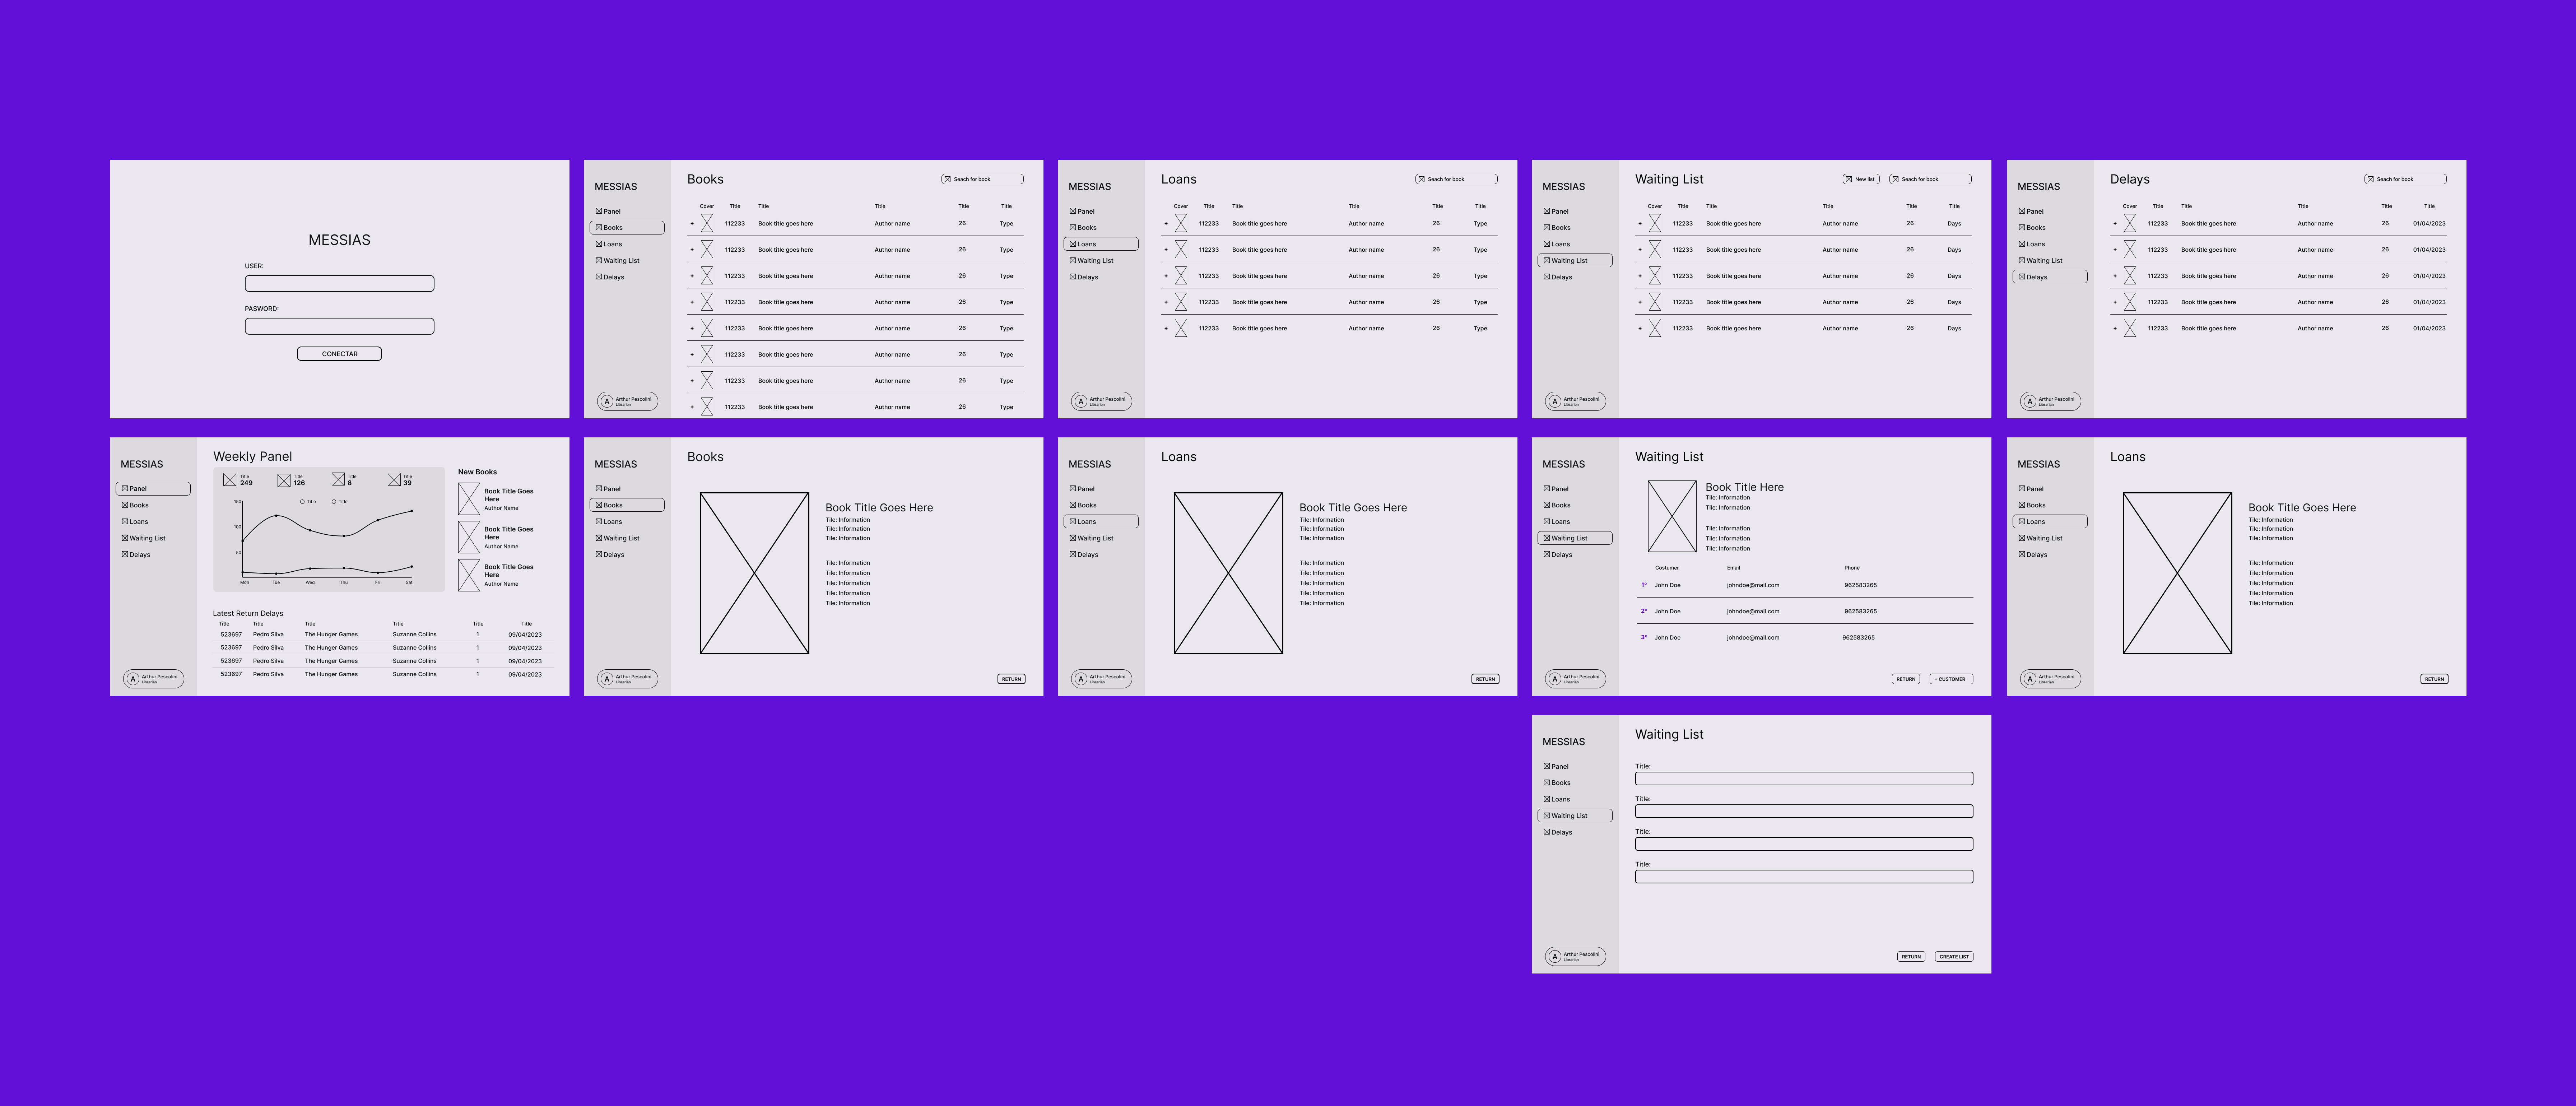 MESSIAS
USER:
PASWORD:
CONECTAR
MESSIAS
Panel
Books
Loans
Waiting List
Delays
A Arthur Pescolini
Librarian
Books
Seach for book
Cover Title Title Title Title Title
+ 112233 Book title goes here Author name 26 Type
+ 112233 Book title goes here Author name 26 Type
+ 112233 Book title goes here Author name 26 Type
+ 112233 Book title goes here Author name 26 Type
+ 112233 Book title goes here Author name 26 Type
+ 112233 Book title goes here Author name 26 Type
+ 112233 Book title goes here Author name 26 Type
+ 112233 Book title goes here Author name 26 Type
MESSIAS
Panel
Books
Loans
Waiting List
Delays
A Arthur Pescolini
Librarian
Loans
Seach for book
Cover Title Title Title Title Title
+ 112233 Book title goes here Author name 26 Type
+ 112233 Book title goes here Author name 26 Type
+ 112233 Book title goes here Author name 26 Type
+ 112233 Book title goes here Author name 26 Type
+ 112233 Book title goes here Author name 26 Type
MESSIAS
Panel
Books
Loans
Waiting List
Delays
A Arthur Pescolini
Librarian
Waiting List
New list Seach for book
Cover Title Title Title Title Title
+ 112233 Book title goes here Author name 26 Days
+ 112233 Book title goes here Author name 26 Days
+ 112233 Book title goes here Author name 26 Days
+ 112233 Book title goes here Author name 26 Days
+ 112233 Book title goes here Author name 26 Days
MESSIAS
Panel
Books
Loans
Waiting List
Delays
A Arthur Pescolini
Librarian
Delays
Seach for book
Cover Title Title Title Title Title
+ 112233 Book title goes here Author name 26 01/04/2023
+ 112233 Book title goes here Author name 26 01/04/2023
+ 112233 Book title goes here Author name 26 01/04/2023
+ 112233 Book title goes here Author name 26 01/04/2023
+ 112233 Book title goes here Author name 26 01/04/2023
MESSIAS
Panel
Books
Loans
Waiting List
Delays
A Arthur Pescolini
Librarian
Weekly Panel
Title Title Title Title
249 126 8 39
Title Title
150
100
50
Mon Tue Wed Thu Fri Sat
New Books
Book Title Goes
Here
Author Name
Book Title Goes
Here
Author Name
Book Title Goes
Here
Author Name
Latest Return Delays
Title Title Title Title Title Title
523697 Pedro Silva The Hunger Games Suzanne Collins 1 09/04/2023
523697 Pedro Silva The Hunger Games Suzanne Collins 1 09/04/2023
523697 Pedro Silva The Hunger Games Suzanne Collins 1 09/04/2023
523697 Pedro Silva The Hunger Games Suzanne Collins 1 09/04/2023
MESSIAS
Panel
Books
Loans
Waiting List
Delays
A Arthur Pescolini
Librarian
Books
Book Title Goes Here
Tile: Information
Tile: Information
Tile: Information
Tile: Information
Tile: Information
Tile: Information
Tile: Information
Tile: Information
RETURN
MESSIAS
Panel
Books
Loans
Waiting List
Delays
A Arthur Pescolini
Librarian
Loans
Book Title Goes Here
Tile: Information
Tile: Information
Tile: Information
Tile: Information
Tile: Information
Tile: Information
Tile: Information
Tile: Information
RETURN
MESSIAS
Panel
Books
Loans
Waiting List
Delays
A Arthur Pescolini
Librarian
Waiting List
Book Title Here
Tile: Information
Tile: Information
Tile: Information
Tile: Information
Tile: Information
Costumer Email Phone
1º John Doe johndoe@mail.com 962583265
2º John Doe johndoe@mail.com 962583265
3º John Doe johndoe@mail.com 962583265
RETURN + CUSTOMER
MESSIAS
Panel
Books
Loans
Waiting List
Delays
A Arthur Pescolini
Librarian
Loans
Book Title Goes Here
Tile: Information
Tile: Information
Tile: Information
Tile: Information
Tile: Information
Tile: Information
Tile: Information
Tile: Information
RETURN
MESSIAS
Panel
Books
Loans
Waiting List
Delays
A Arthur Pescolini
Librarian
Waiting List
Title:
Title:
Title:
Title:
RETURN CREATE LIST